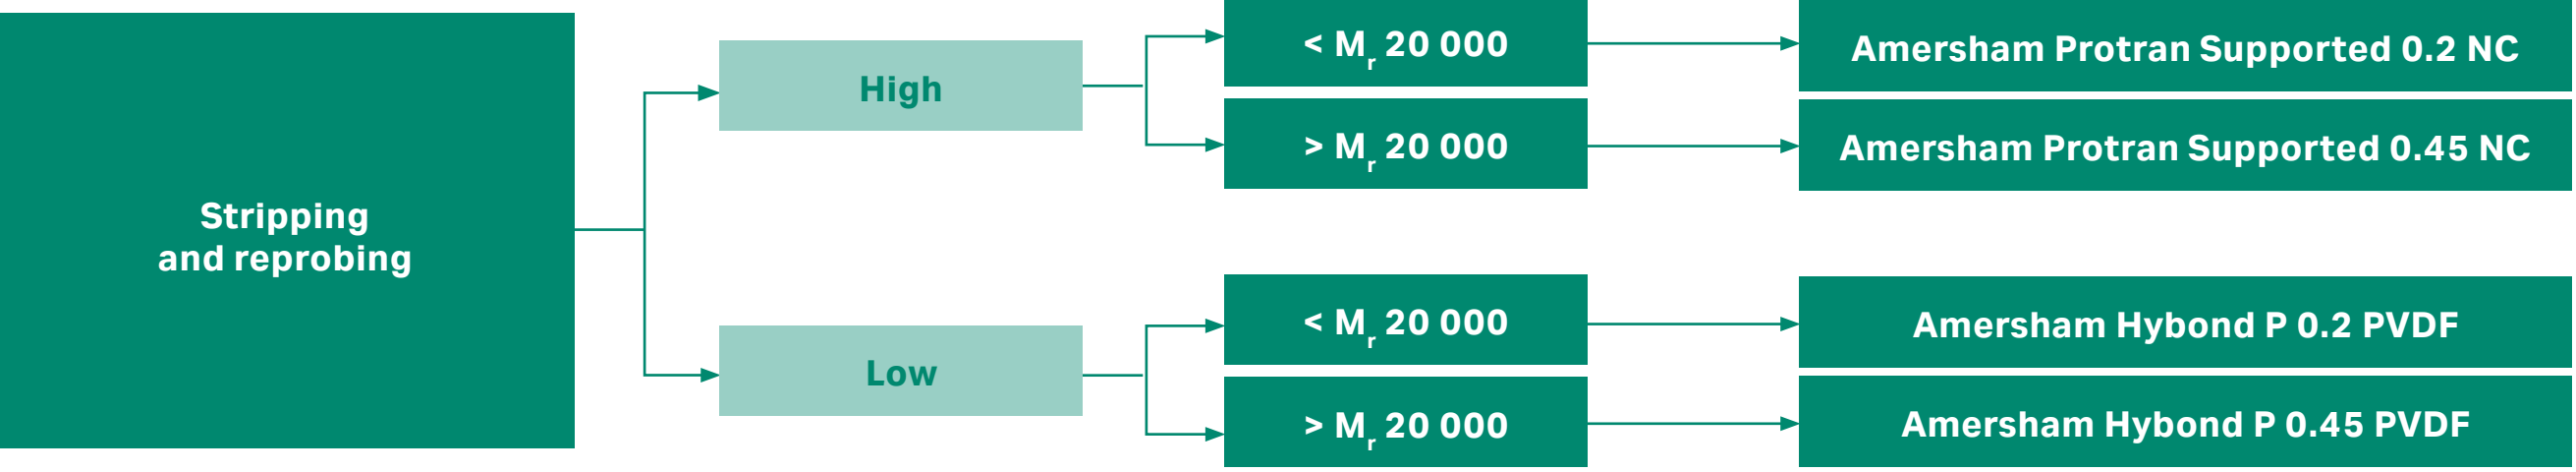 Stripping
and reprobing
High
< Mr 20 000
Amersham Protran Supported 0.2 NC
> Mr 20 000
Amersham Protran Supported 0.45 NC
Low
< Mr 20 000
Amersham Hybond P 0.2 PVDF
> Mr 20 000
Amersham Hybond P 0.45 PVDF